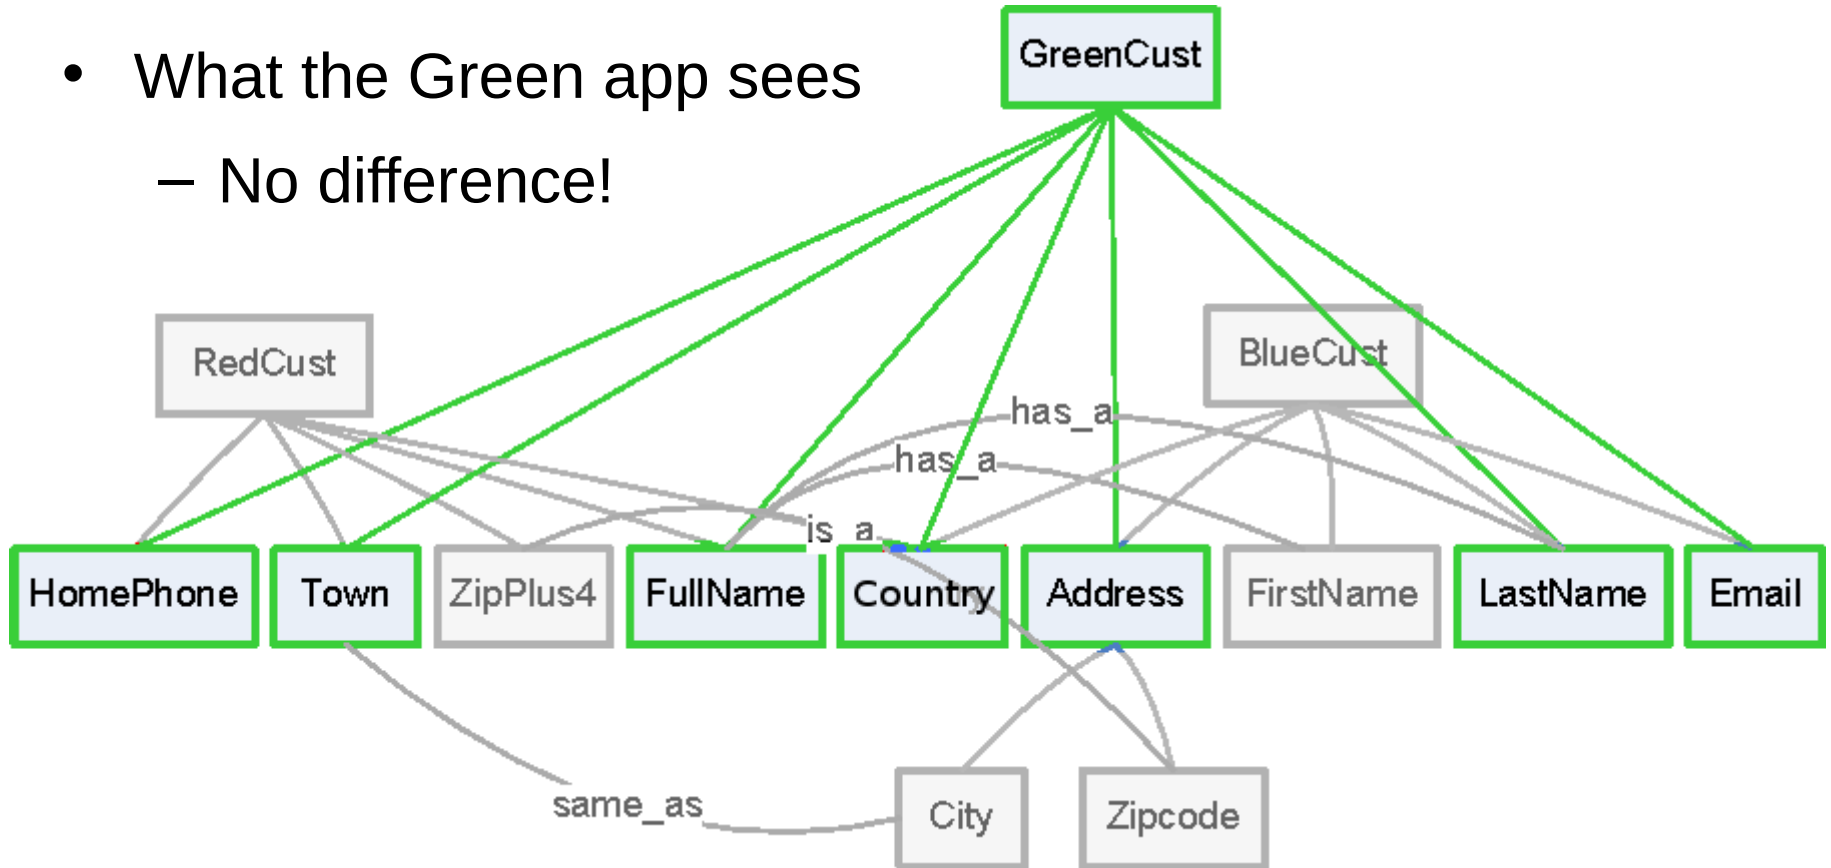 • What the Green app sees
– No difference!
GreenCust
RedCust
BlueCust
has_a
has_a
is_a
HomePhone
Town
ZipPlus4
FullName
Country
Address
FirstName
LastName
Email
same_as
City
Zipcode